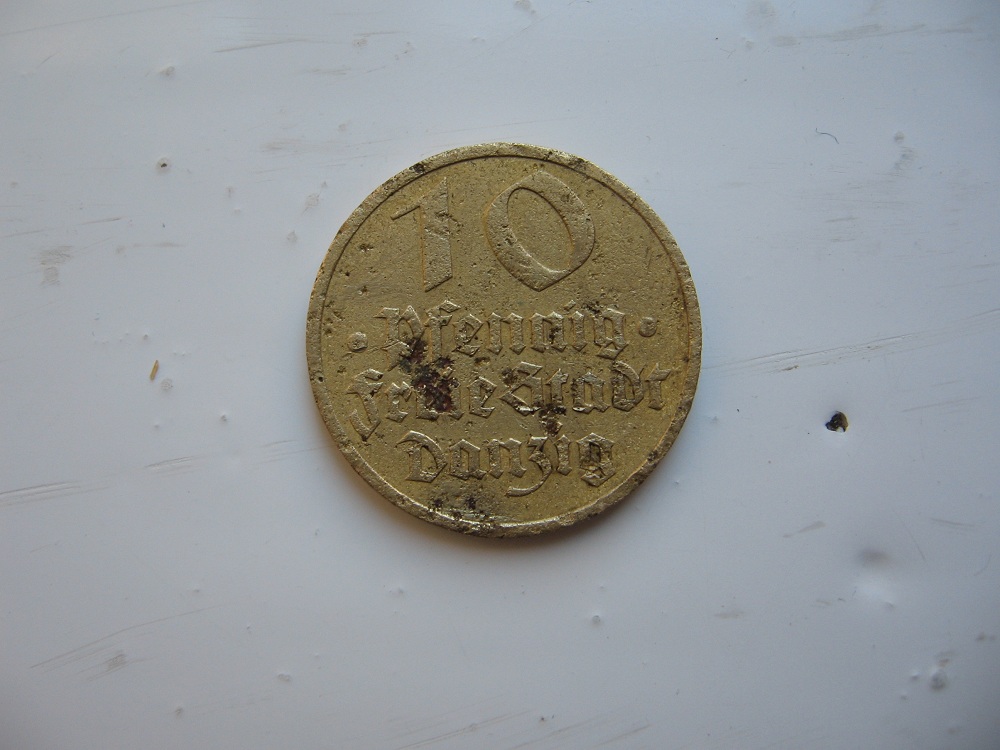 10
·Pfennig·
Freie Stadt
Danzig